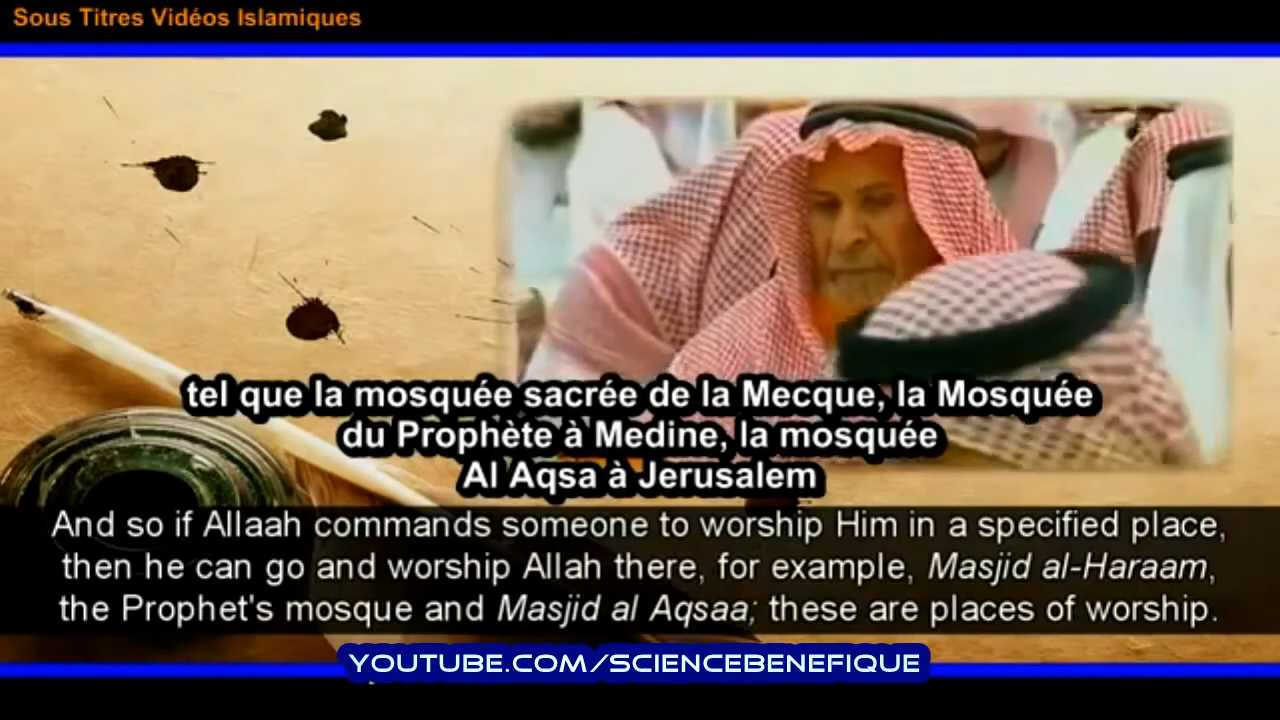 Sous Titres Vidéos Islamiques
tel que la mosquée sacrée de la Mecque, la Mosquée
du Prophète à Medine, la mosquée
Al Aqsa à Jerusalem
And so if Allaah commands someone to worship Him in a specified place,
then he can go and worship Allah there, for example, Masjid al-Haraam,
the Prophet's mosque and Masjid al Aqsaa; these are places of worship.
YOUTUBE.COM/SCIENCEBENEFIQUE